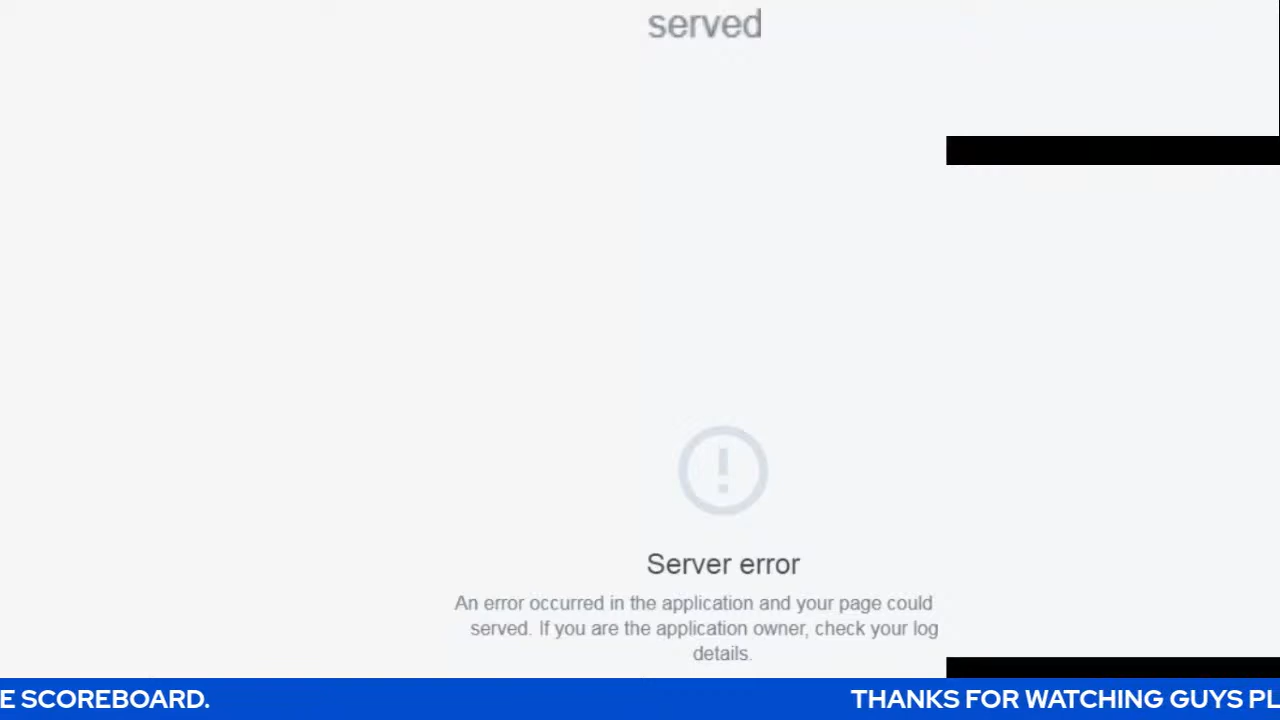 served
Server error
An error occurred in the application and your page could
served. If you are the application owner, check your log
details.
E SCOREBOARD. THANKS FOR WATCHING GUYS PL